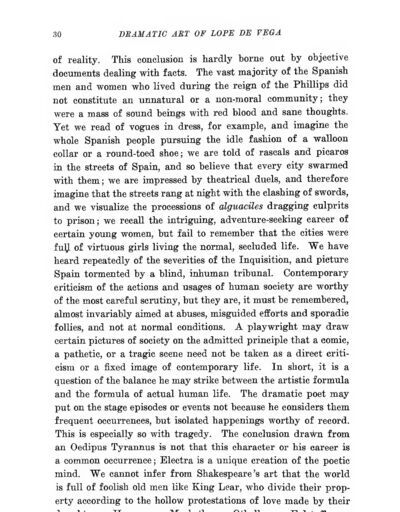 30 DRAMATIC ART OF LOPE DE VEGA
of reality. This conclusion is hardly borne out by objective
documents dealing with facts. The vast majority of the Spanish
men and women who lived during the reign of the Phillips did
not constitute an unnatural or a non-moral community; they
were a mass of sound beings with red blood and sane thoughts.
Yet we read of vogues in dress, for example, and imagine the
whole Spanish people pursuing the idle fashion of a walloon
collar or a round-toed shoe; we are told of rascals and picaros
in the streets of Spain, and so believe that every city swarmed
with them; we are impressed by theatrical duels, and therefore
imagine that the streets rang at night with the clashing of swords,
and we visualize the processions of alguaciles dragging culprits
to prison; we recall the intriguing, adventure-seeking career of
certain young women, but fail to remember that the cities were
full of virtuous girls living the normal, secluded life. We have
heard repeatedly of the severities of the Inquisition, and picture
Spain tormented by a blind, inhuman tribunal. Contemporary
criticism of the actions and usages of human society are worthy
of the most careful scrutiny, but they are, it must be remembered,
almost invariably aimed at abuses, misguided efforts and sporadic
follies, and not at normal conditions. A playwright may draw
certain pictures of society on the admitted principle that a comic,
a pathetic, or a tragic scene need not be taken as a direct criti-
cism or a fixed image of contemporary life. In short, it is a
question of the balance he may strike between the artistic formula
and the formula of actual human life. The dramatic poet may
put on the stage episodes or events not because he considers them
frequent occurrences, but isolated happenings worthy of record.
This is especially so with tragedy. The conclusion drawn from
an Oedipus Tyrannus is not that this character or his career is
a common occurrence; Electra is a unique creation of the poetic
mind. We cannot infer from Shakespeare's art that the world
is full of foolish old men like King Lear, who divide their prop-
erty according to the hollow protestations of love made by their